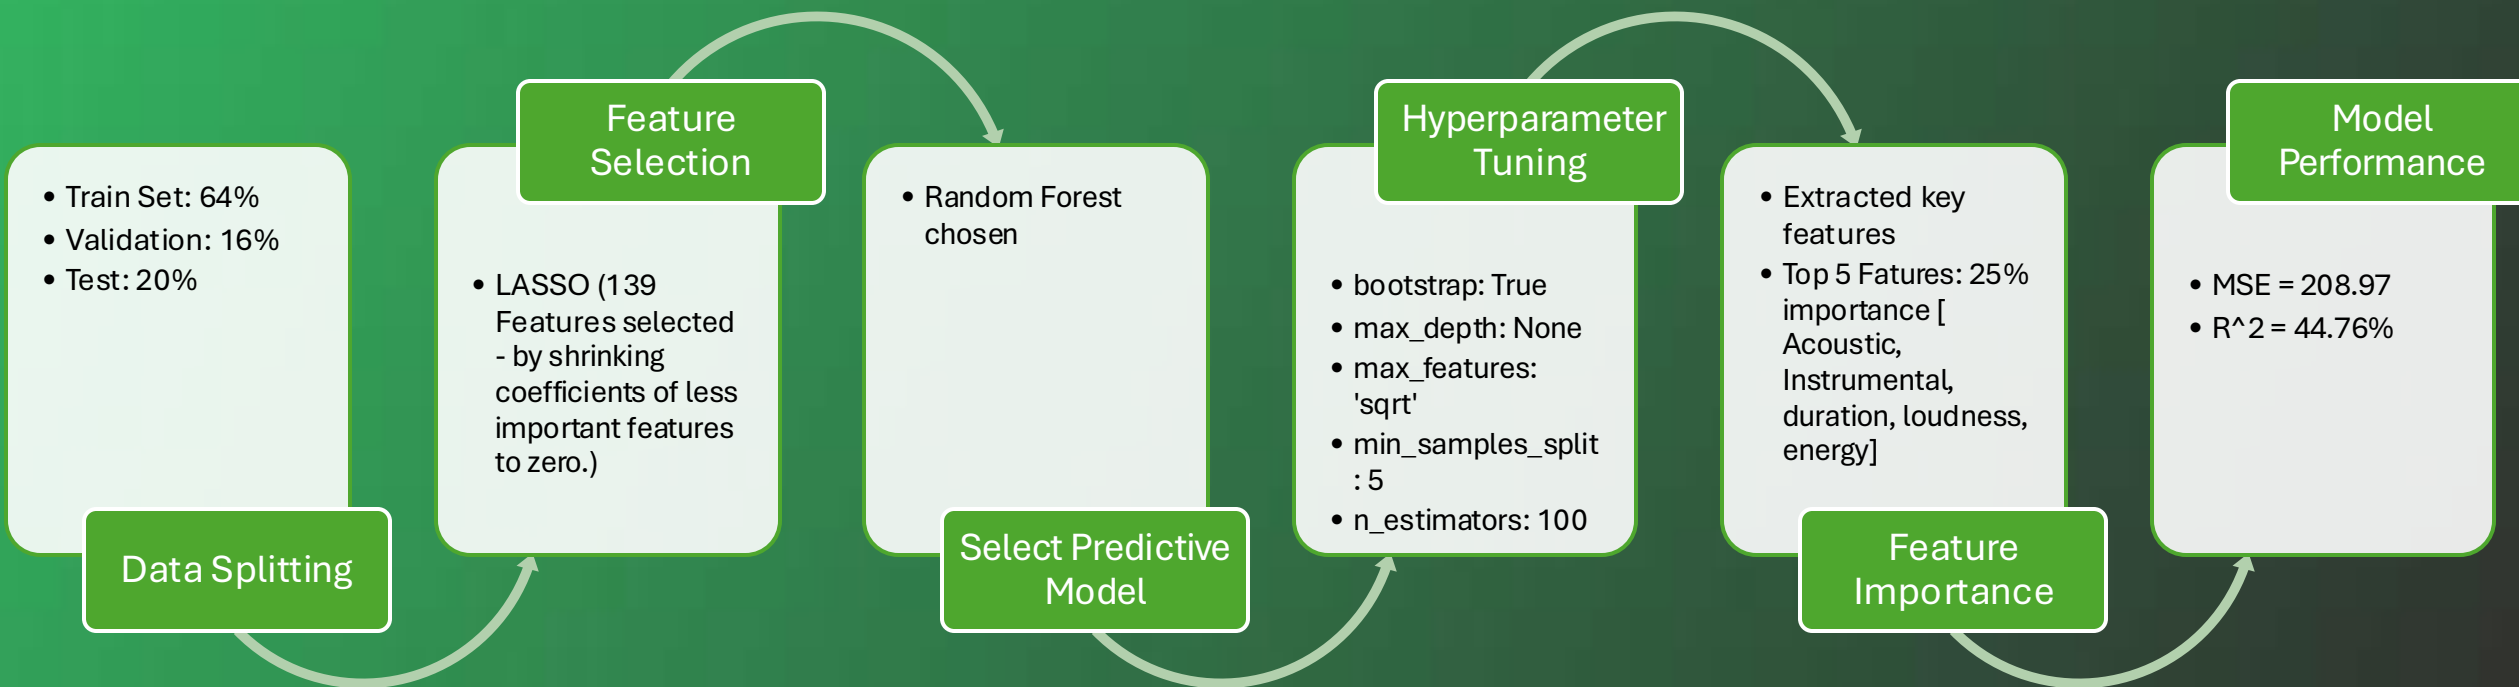 • Train Set: 64%
• Validation: 16%
• Test: 20%
Data Splitting
Feature
Selection
• LASSO (139
Features selected
- by shrinking
coefficients of less
important features
to zero.)
• Random Forest
chosen
Select Predictive
Model
Hyperparameter
Tuning
• bootstrap: True
• max_depth: None
• max_features:
'sqrt'
• min_samples_split
: 5
• n_estimators: 100
• Extracted key
features
• Top 5 Fatures: 25%
importance [
Acoustic,
Instrumental,
duration, loudness,
energy]
Feature
Importance
Model
Performance
• MSE = 208.97
• R^2 = 44.76%